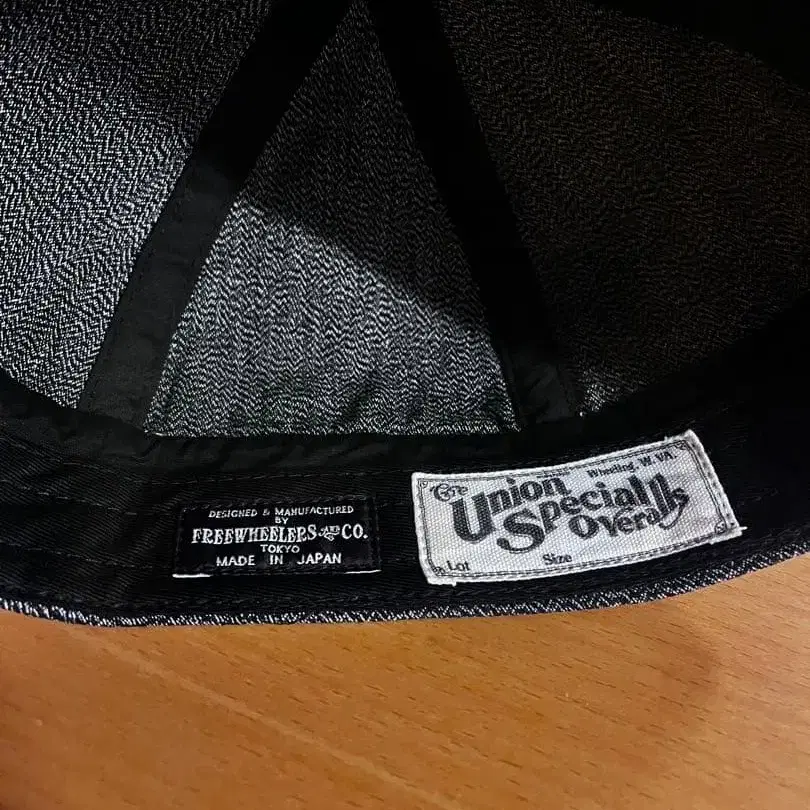 DESIGNED & MANUFACTURED
BY
FREEWHEELERS AND CO.
TOKYO
MADE IN JAPAN
The
Wheeling, W. VA.
Union
Special
Overalls
Lot
Size